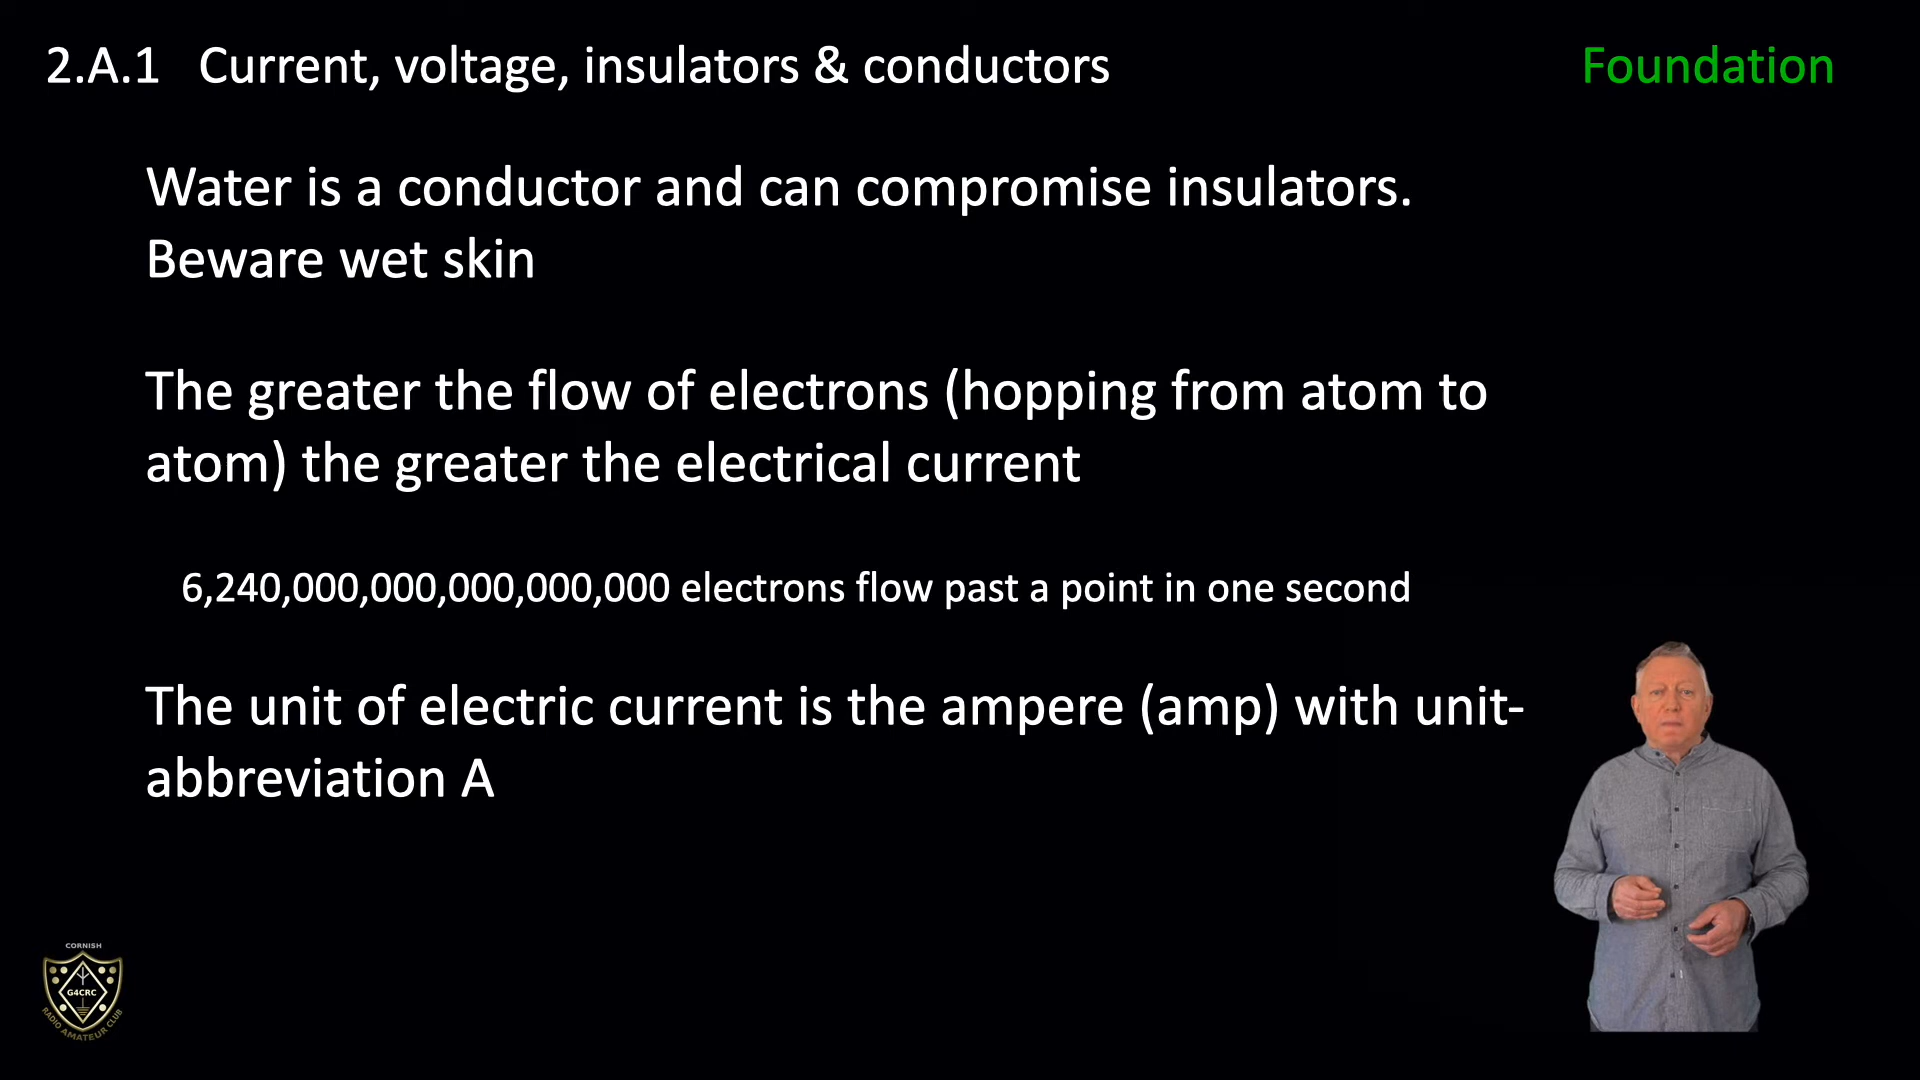 2.A.1 Current, voltage, insulators & conductors
Foundation
Water is a conductor and can compromise insulators.
Beware wet skin
The greater the flow of electrons (hopping from atom to
atom) the greater the electrical current
6,240,000,000,000,000,000 electrons flow past a point in one second
The unit of electric current is the ampere (amp) with unit-
abbreviation A
CORNISH
G4CRC
RADIO AMATEUR CLUB